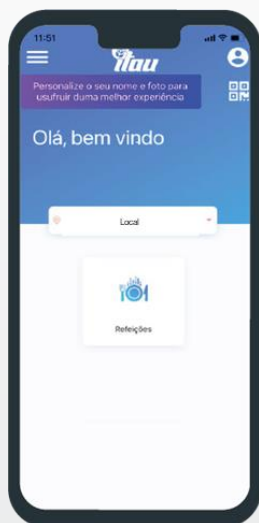 11:51
itau
Personalize o seu nome e foto para
usufruir duma melhor experiência
Olá, bem vindo
Local
Refeições